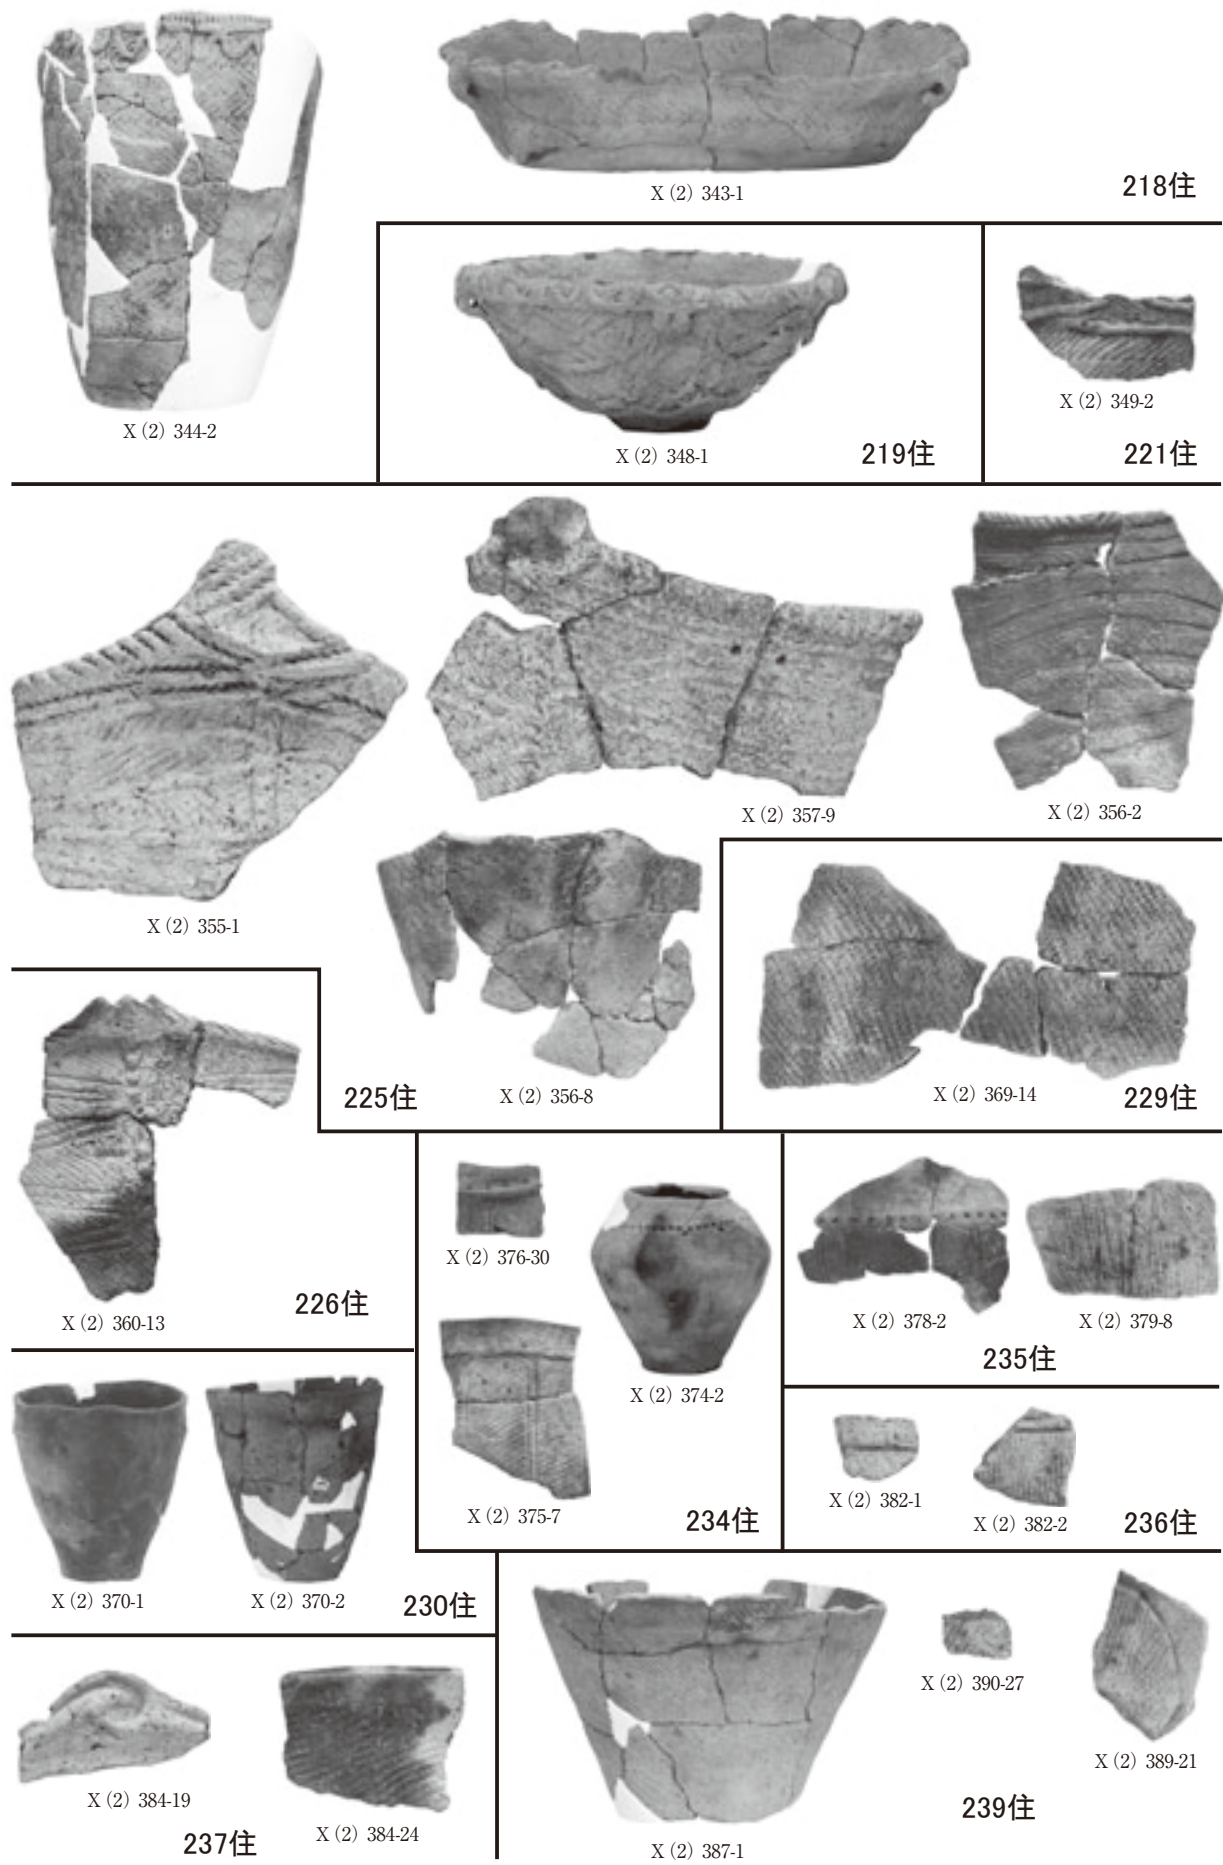 X (2) 343-1
218住
X (2) 344-2
X (2) 348-1
219住
X (2) 349-2
221住
X (2) 357-9
X (2) 356-2
X (2) 355-1
225住
X (2) 356-8
X (2) 369-14
229住
X (2) 360-13
226住
X (2) 376-30
X (2) 374-2
X (2) 375-7
234住
X (2) 378-2
X (2) 379-8
235住
X (2) 382-1
X (2) 382-2
236住
X (2) 370-1
X (2) 370-2
230住
X (2) 384-19
X (2) 384-24
237住
X (2) 387-1
X (2) 390-27
X (2) 389-21
239住